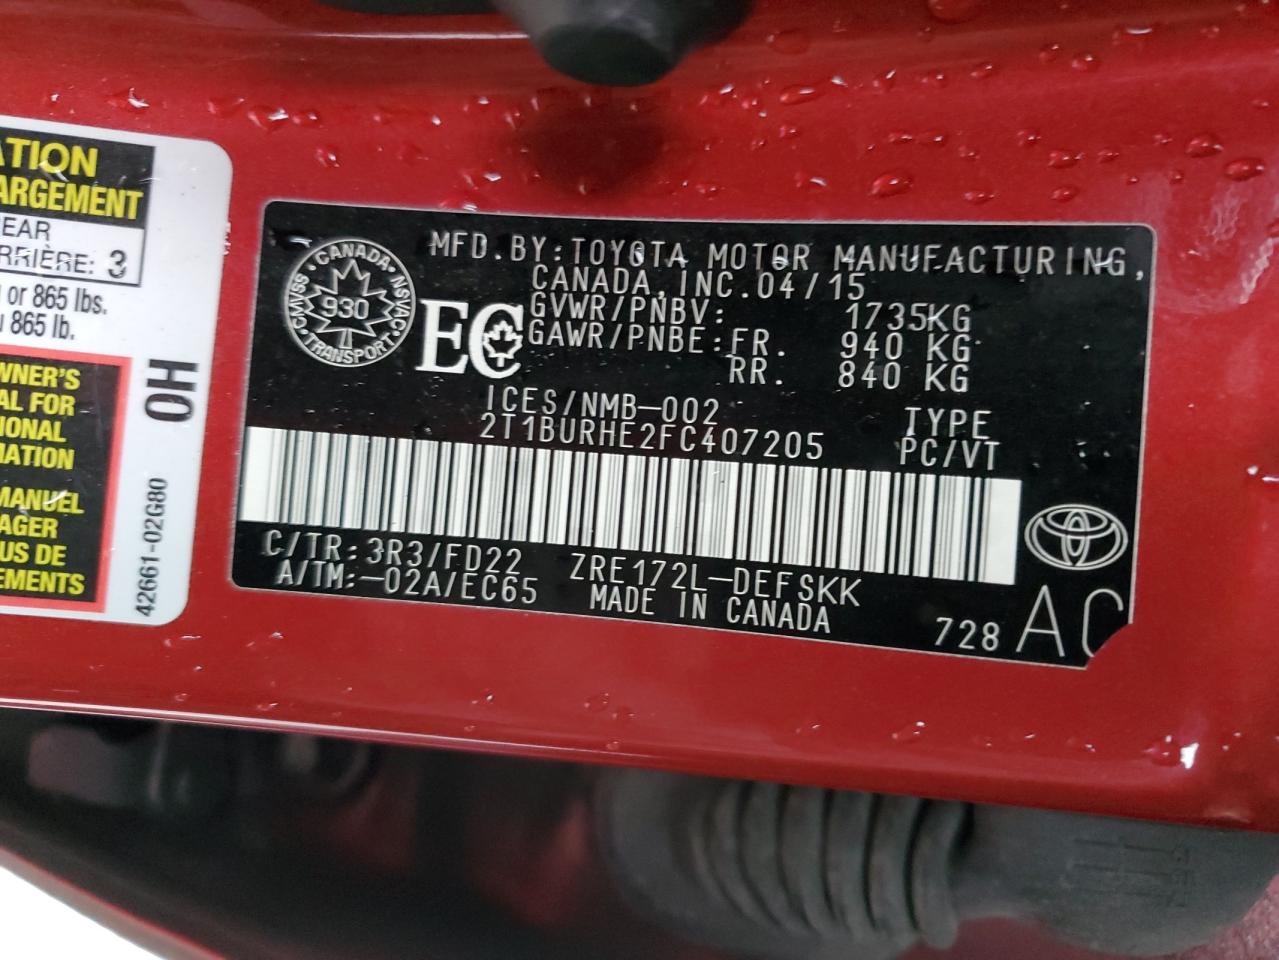 ATION
ARGEMENT
EAR
RRIÈRE: 3
or 865 lbs.
865 lb.
WNER'S
AL FOR
IONAL
MATION
MANUEL
AGER
US DE
EMENTS
OH
42661-02G80
CANADA
CMVSS NSVAC
930
TRANSPORT
EC
MFD.BY:TOYOTA MOTOR MANUFACTURING,
CANADA,INC.04/15
GVWR/PNBV: 1735KG
GAWR/PNBE:FR. 940 KG
RR. 840 KG
ICES/NMB-002 TYPE
2T1BURHE2FC407205 PC/VT
C/TR:3R3/FD22 ZRE172L-DEFSKK
A/TM:-02A/EC65 MADE IN CANADA
728 AC